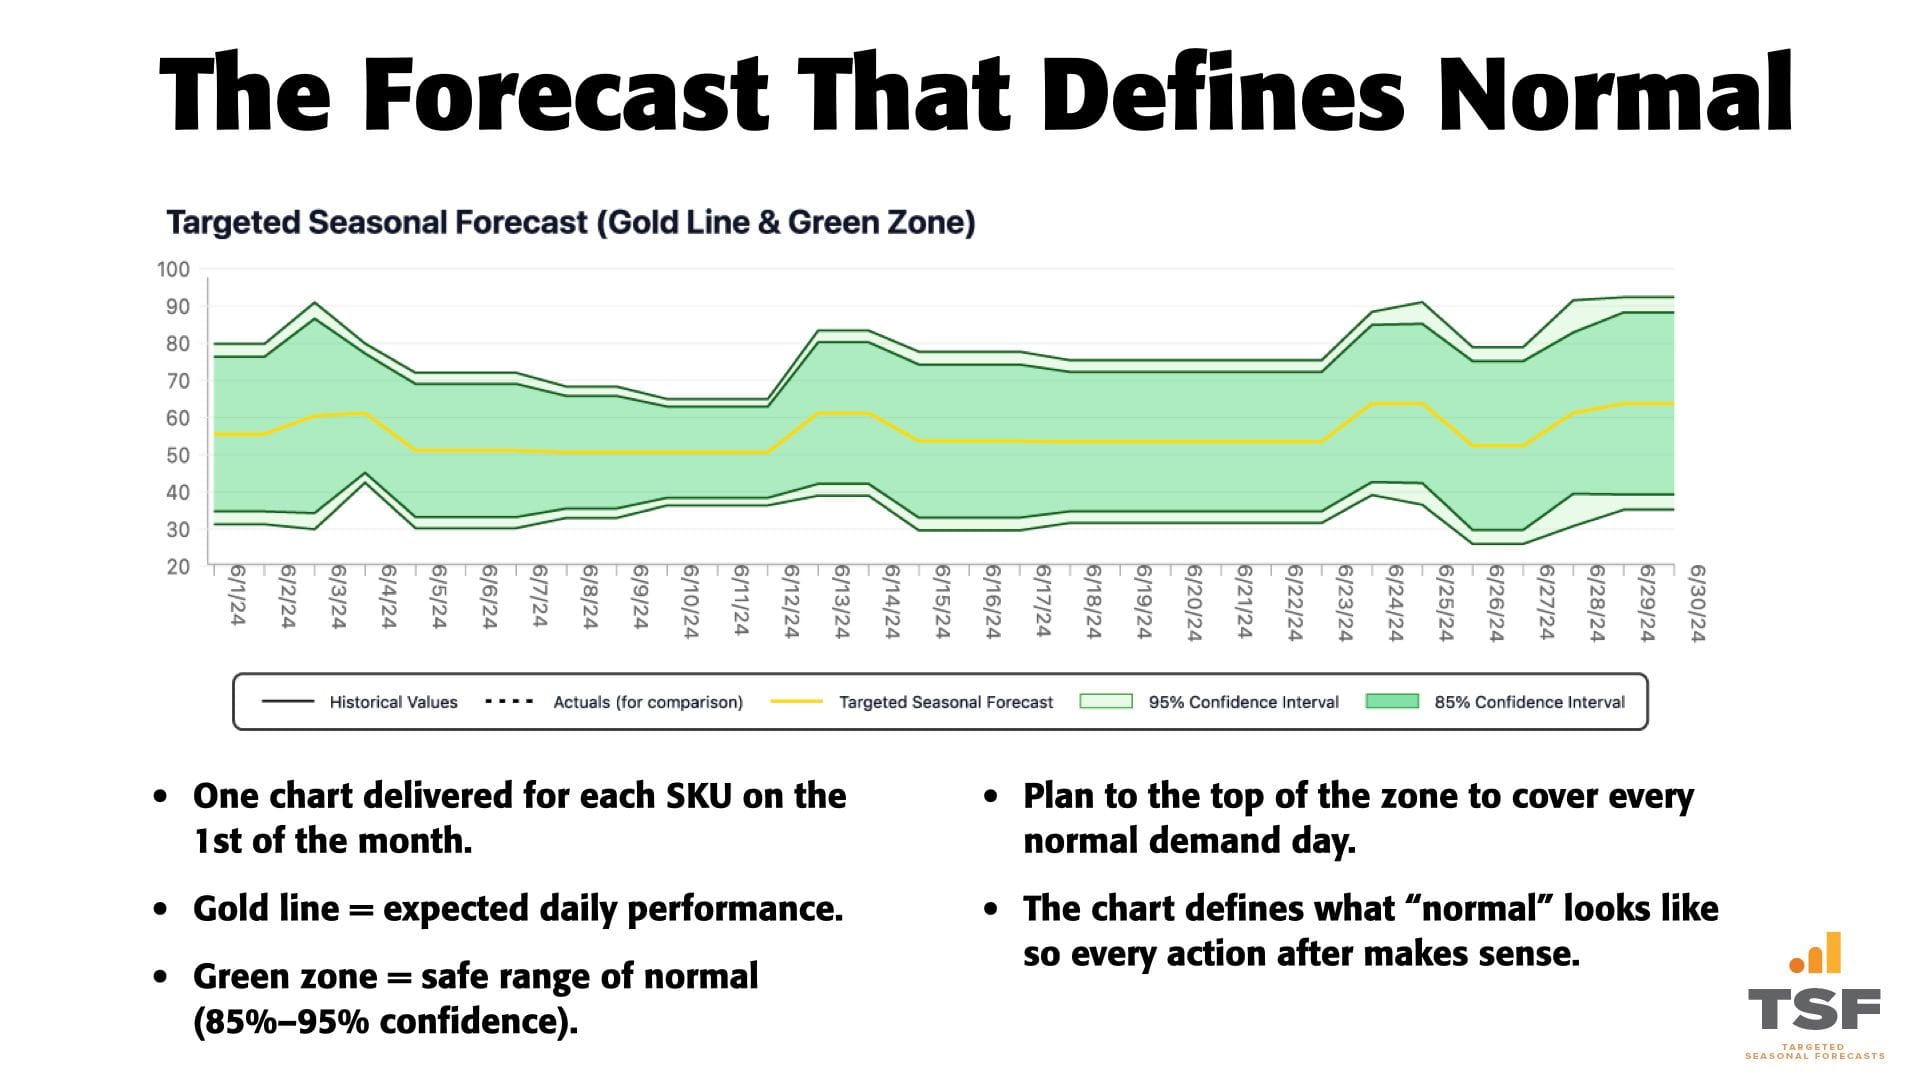 The Forecast That Defines Normal
Targeted Seasonal Forecast (Gold Line & Green Zone)
100
90
80
70
60
50
40
30
20
6/1/24
6/2/24
6/3/24
6/4/24
6/5/24
6/6/24
6/7/24
6/8/24
6/9/24
6/10/24
6/11/24
6/12/24
6/13/24
6/14/24
6/15/24
6/16/24
6/17/24
6/18/24
6/19/24
6/20/24
6/21/24
6/22/24
6/23/24
6/24/24
6/25/24
6/26/24
6/27/24
6/28/24
6/29/24
6/30/24
Historical Values
Actuals (for comparison)
Targeted Seasonal Forecast
95% Confidence Interval
85% Confidence Interval
• One chart delivered for each SKU on the
1st of the month.
• Gold line = expected daily performance.
• Green zone = safe range of normal
(85%–95% confidence).
• Plan to the top of the zone to cover every
normal demand day.
• The chart defines what “normal” looks like
so every action after makes sense.
TSF
TARGETED
SEASONAL FORECASTS